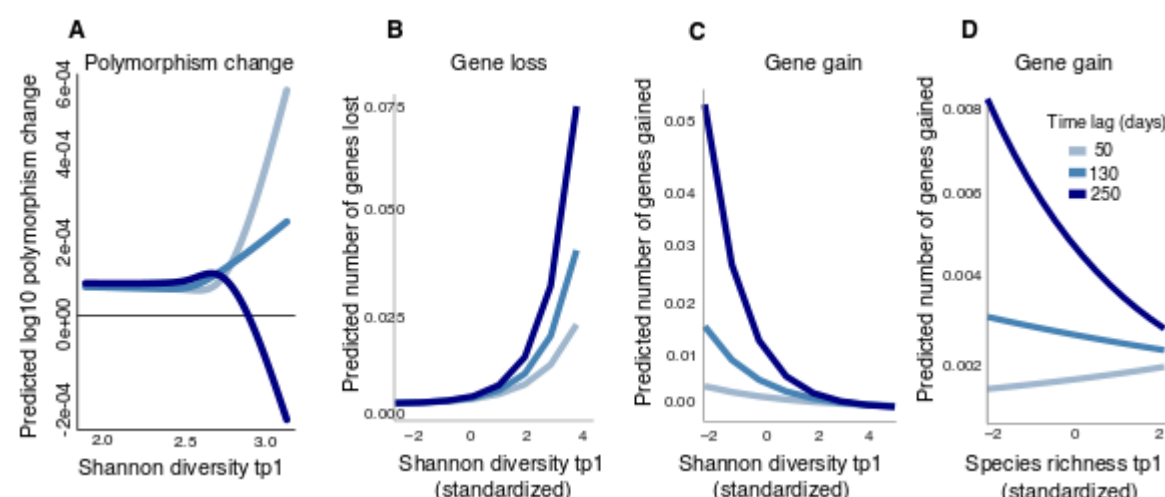 A
Polymorphism change
Predicted log10 polymorphism change
6e-04
4e-04
2e-04
0e+00
-2e-04
2.0 2.5 3.0
Shannon diversity tp1
B
Gene loss
Predicted number of genes lost
0.075
0.050
0.025
0.000
−2 0 2 4
Shannon diversity tp1
(standardized)
C
Gene gain
Predicted number of genes gained
0.05
0.04
0.03
0.02
0.01
0.00
−2 0 2 4
Shannon diversity tp1
(standardized)
D
Gene gain
Predicted number of genes gained
0.008
0.006
0.004
0.002
Time lag (days)
50
130
250
−2 0 2
Species richness tp1
(standardized)